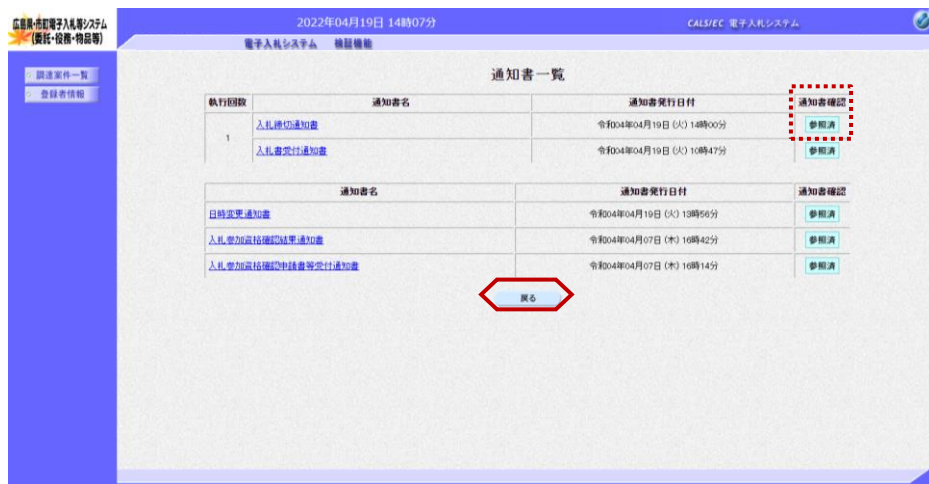 広島県・市町電子入札等システム
(委託・役務・物品等)
2022年04月19日 14時07分
CALS/EC 電子入札システム
電子入札システム 検証機能
調達案件一覧
登録者情報
通知書一覧
執行回数 通知書名 通知書発行日付 通知書確認
1
入札締切通知書 令和04年04月19日(火) 14時00分 参照済
入札書受付通知書 令和04年04月19日(火) 10時47分 参照済
通知書名 通知書発行日付 通知書確認
日時変更通知書 令和04年04月19日(火) 13時56分 参照済
入札参加資格確認結果通知書 令和04年04月07日(木) 16時42分 参照済
入札参加資格確認申請書等受付通知書 令和04年04月07日(木) 16時14分 参照済
戻る